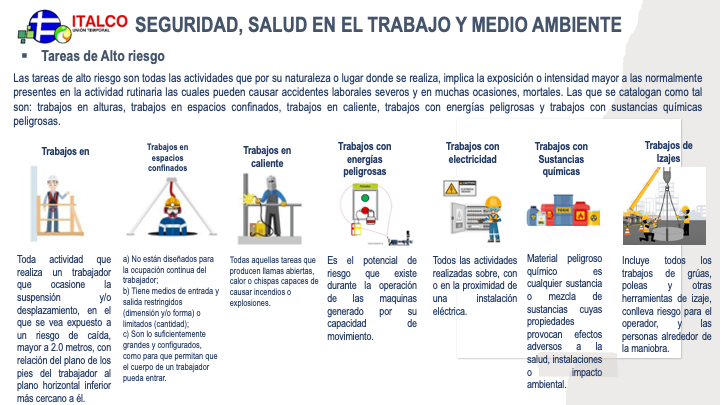 ITALCO
UNIÓN TEMPORAL
SEGURIDAD, SALUD EN EL TRABAJO Y MEDIO AMBIENTE
▪ Tareas de Alto riesgo
Las tareas de alto riesgo son todas las actividades que por su naturaleza o lugar donde se realiza, implica la exposición o intensidad mayor a las normalmente
presentes en la actividad rutinaria las cuales pueden causar accidentes laborales severos y en muchas ocasiones, mortales. Las que se catalogan como tal
son: trabajos en alturas, trabajos en espacios confinados, trabajos en caliente, trabajos con energías peligrosas y trabajos con sustancias químicas
peligrosas.
Trabajos en
Toda actividad que
realiza un trabajador
que ocasione la
suspensión y/o
desplazamiento, en el
que se vea expuesto a
un riesgo de caída,
mayor a 2.0 metros, con
relación del plano de los
pies del trabajador al
plano horizontal inferior
más cercano a él.
Trabajos en
espacios
confinados
a) No están diseñados para
la ocupación continua del
trabajador;
b) Tiene medios de entrada y
salida restringidos
(dimensión y/o forma) o
limitados (cantidad);
c) Son lo suficientemente
grandes y configurados,
como para que permitan que
el cuerpo de un trabajador
pueda entrar.
Trabajos en
caliente
Todas aquellas tareas que
producen llamas abiertas,
calor o chispas capaces de
causar incendios o
explosiones.
Trabajos con
energías
peligrosas
Es el potencial de
riesgo que existe
durante la operación
de las maquinas
generado por su
capacidad de
movimiento.
Trabajos con
electricidad
Todos las actividades
realizadas sobre, con
o en la proximidad de
una instalación
eléctrica.
Trabajos con
Sustancias
químicas
Material peligroso
químico es
cualquier sustancia
o mezcla de
sustancias cuyas
propiedades
provocan efectos
adversos a la
salud, instalaciones
o impacto
ambiental.
Trabajos de
Izajes
Incluye todos los
trabajos de grúas,
poleas y otras
herramientas de izaje,
conlleva riesgo para el
operador, y las
personas alrededor de
la maniobra.